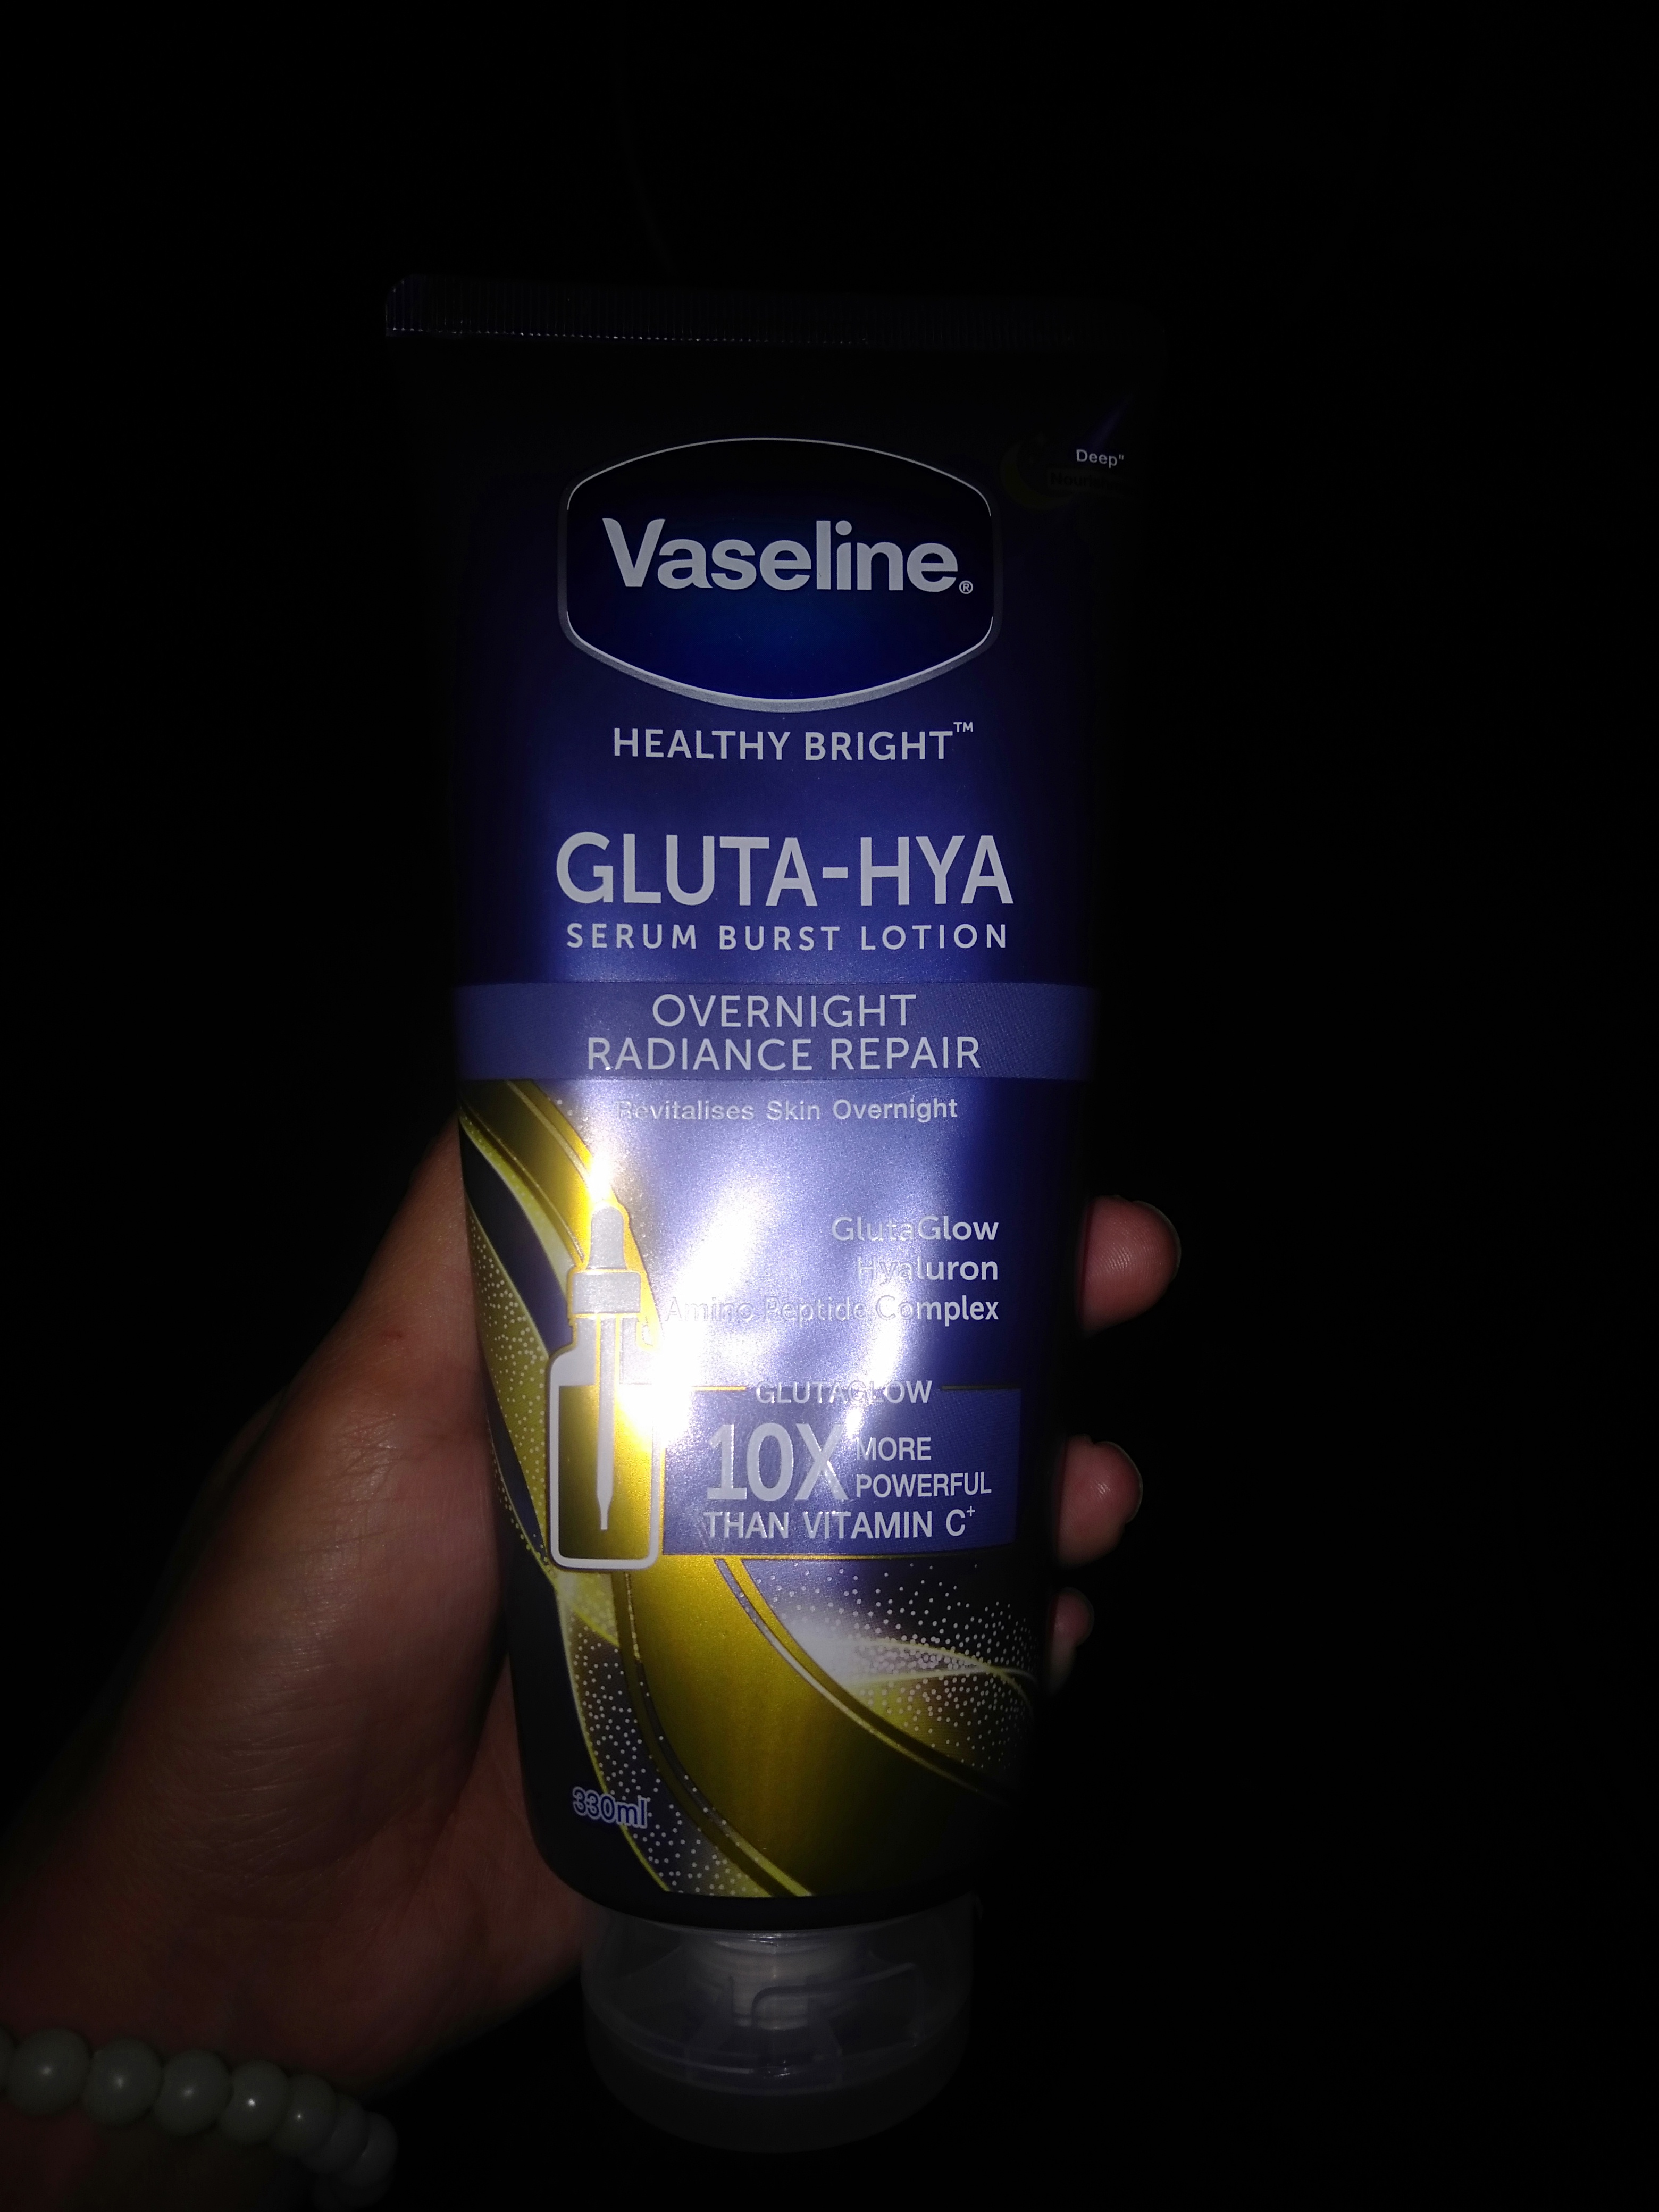 Deep"
Vaseline®
HEALTHY BRIGHT™
GLUTA-HYA
SERUM BURST LOTION
OVERNIGHT
RADIANCE REPAIR
Revitalises Skin Overnight
GlutaGlow
Hyaluron
Amino Peptide Complex
GLUTAGLOW
10X MORE
POWERFUL
THAN VITAMIN C⁺
330ml